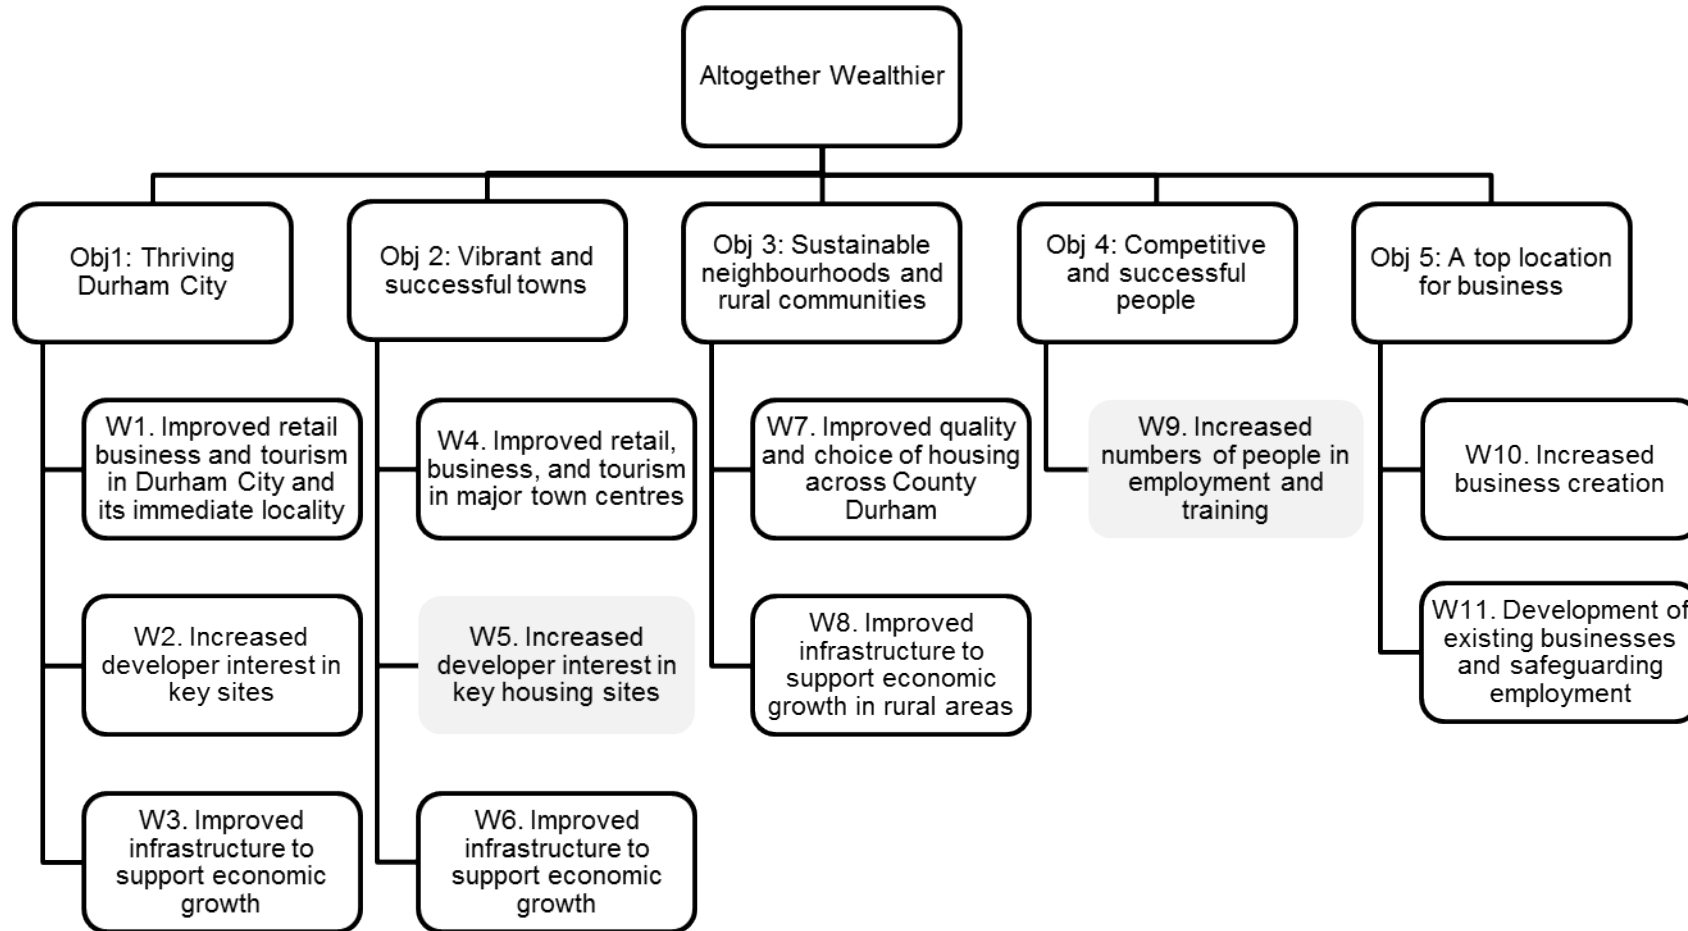 Altogether Wealthier
Obj1: Thriving
Durham City
Obj 2: Vibrant and
successful towns
Obj 3: Sustainable
neighbourhoods and
rural communities
Obj 4: Competitive
and successful
people
Obj 5: A top location
for business
W1. Improved retail
business and tourism
in Durham City and
its immediate locality
W4. Improved retail,
business, and tourism
in major town centres
W7. Improved quality
and choice of housing
across County
Durham
W9. Increased
numbers of people in
employment and
training
W10. Increased
business creation
W2. Increased
developer interest in
key sites
W5. Increased
developer interest in
key housing sites
W8. Improved
infrastructure to
support economic
growth in rural areas
W11. Development of
existing businesses
and safeguarding
employment
W3. Improved
infrastructure to
support economic
growth
W6. Improved
infrastructure to
support economic
growth